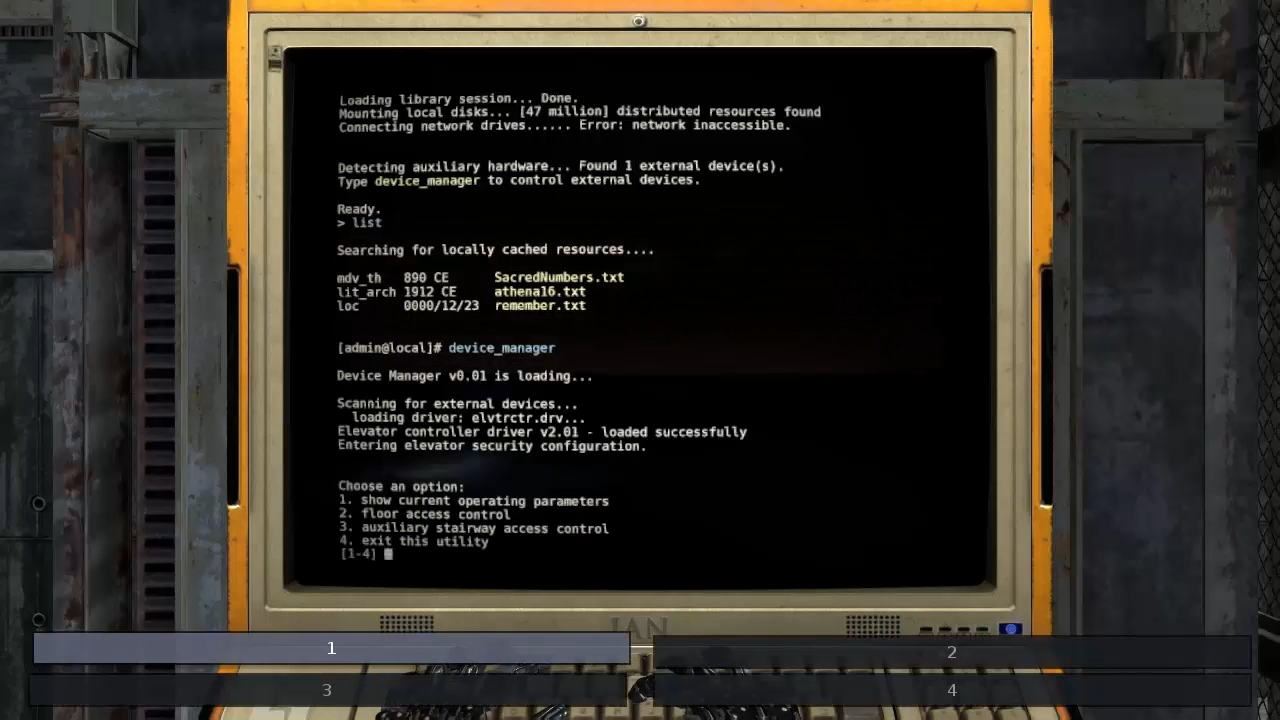 Loading library session... Done.
Mounting local disks... [47 million] distributed resources found
Connecting network drives...... Error: network inaccessible.
Detecting auxiliary hardware... Found 1 external device(s).
Type device_manager to control external devices.
Ready.
> list
Searching for locally cached resources....
mdv_th 890 CE SacredNumbers.txt
lit_arch 1912 CE athena16.txt
loc 0000/12/23 remember.txt
[admin@local]# device_manager
Device Manager v0.01 is loading...
Scanning for external devices...
loading driver: elvtrctr.drv...
Elevator controller driver v2.01 - loaded successfully
Entering elevator security configuration.
Choose an option:
1. show current operating parameters
2. floor access control
3. auxiliary stairway access control
4. exit this utility
[1-4]
IAN
1
2
3
4